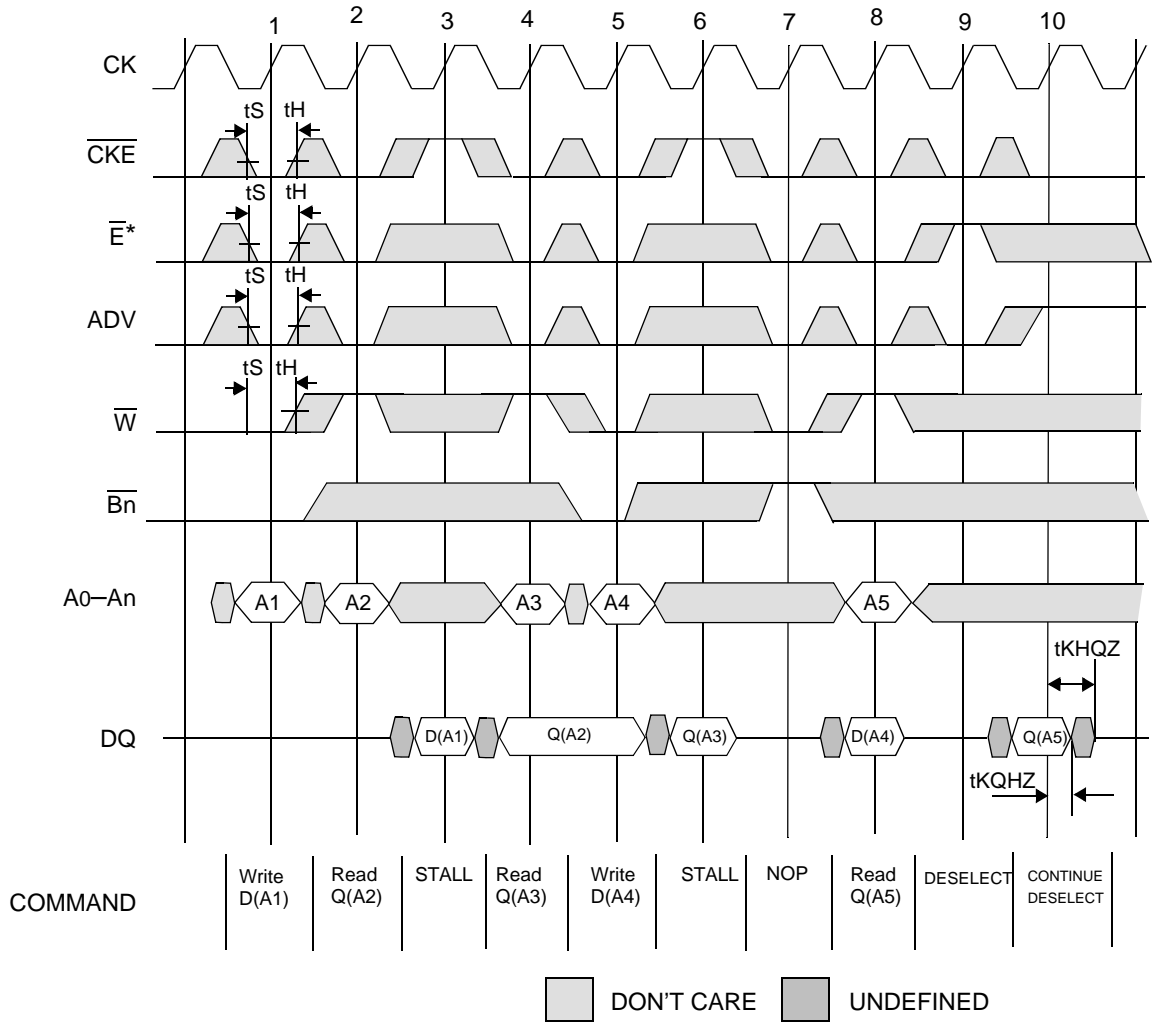 1 2 3 4 5 6 7 8 9 10
CK
tS tH
CKE
tS tH
E*
tS tH
ADV
tS tH
W
Bn
A0–An A1 A2 A3 A4 A5
tKHQZ
DQ D(A1) Q(A2) Q(A3) D(A4) Q(A5)
tKQHZ
COMMAND
Write D(A1)
Read Q(A2)
STALL
Read Q(A3)
Write D(A4)
STALL
NOP
Read Q(A5)
DESELECT
CONTINUE DESELECT
DON'T CARE UNDEFINED